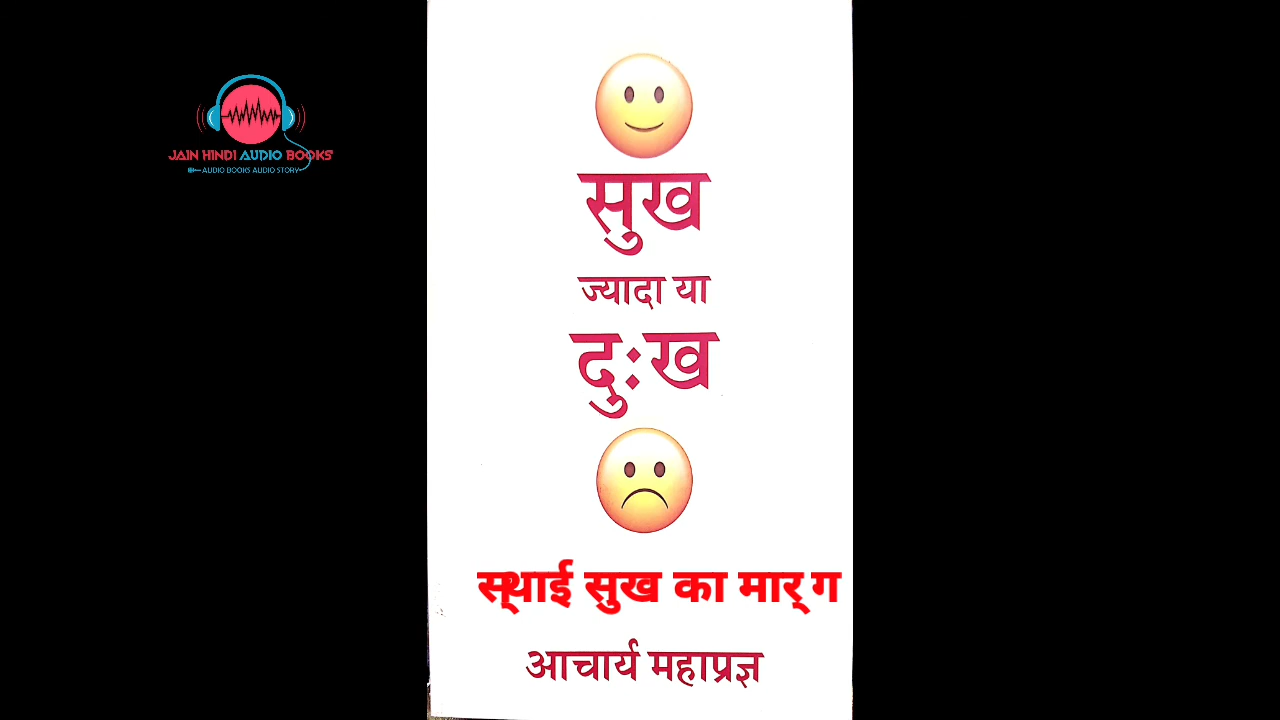 JAIN HINDI AUDIO BOOKS
AUDIO BOOKS AUDIO STORY
सुख
ज्यादा या
दुःख
स्थाई सुख का मार्ग
आचार्य महाप्रज्ञ